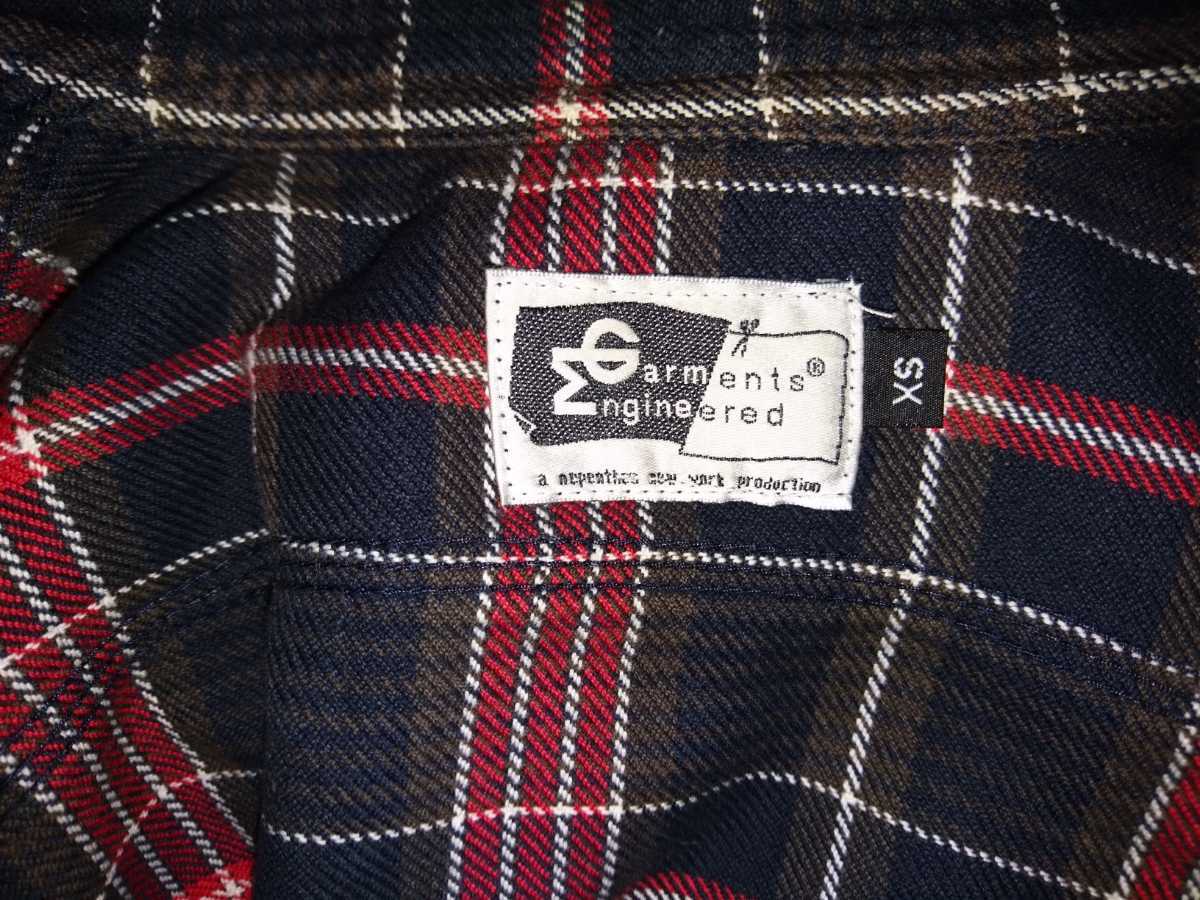 Garments®
Engineered
a nepenthes new york production
XS